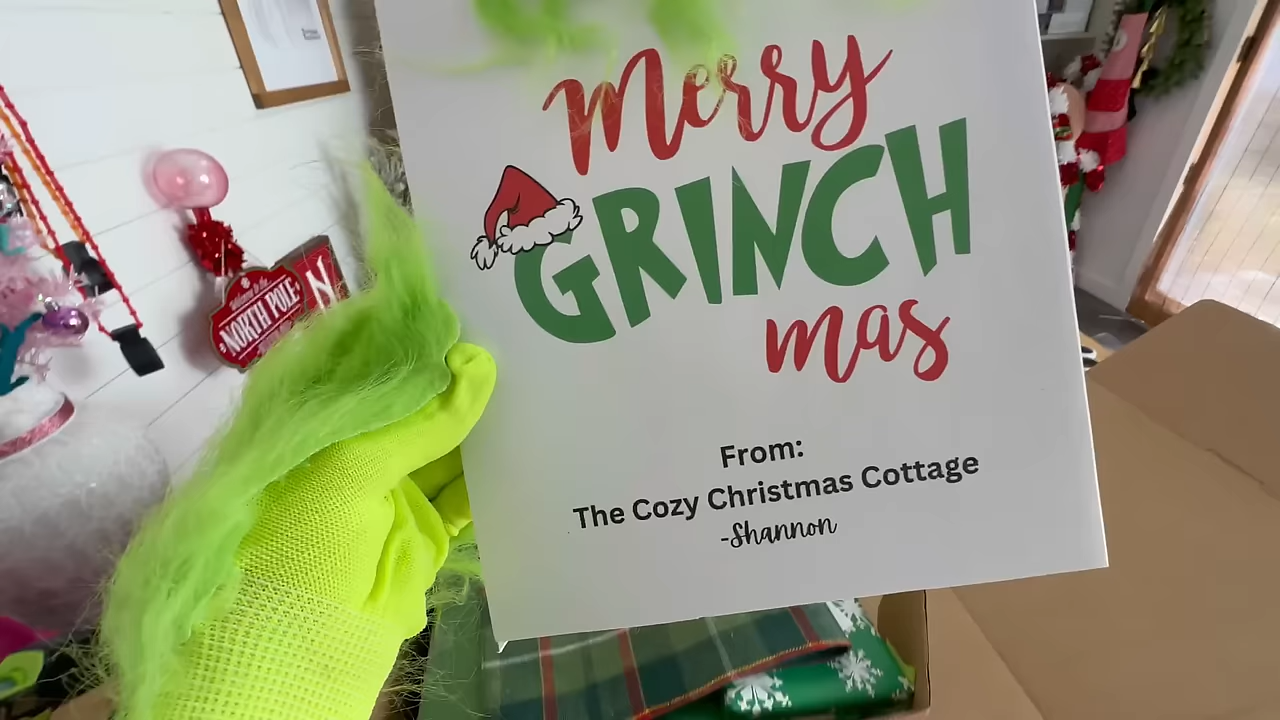 Merry
GRINCH
mas
From:
The Cozy Christmas Cottage
-Shannon
Welcome to the
NORTH POLE
N